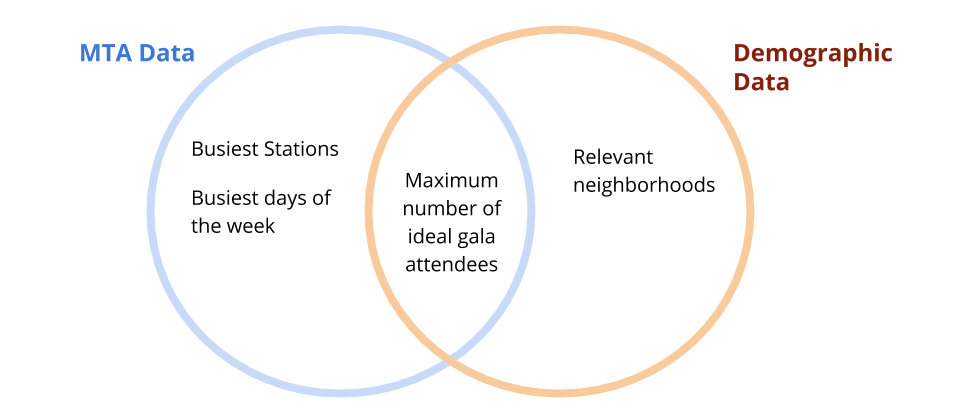 MTA Data
Demographic
Data
Busiest Stations
Busiest days of
the week
Maximum
number of
ideal gala
attendees
Relevant
neighborhoods